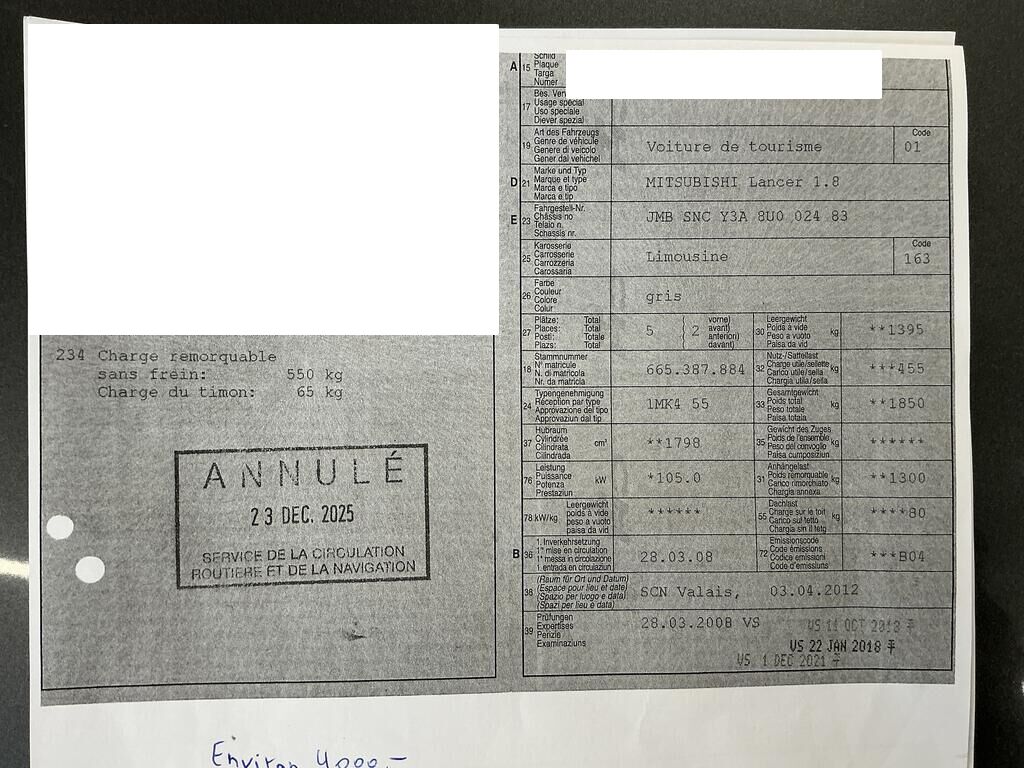 Schild
A 15 Plaque
Targa
Numer
Bes. Ver
17 Usage spécial
Uso speciale
Diever spezial
Art des Fahrzeugs
19 Genre de véhicule Voiture de tourisme Code
Genere di veicolo 01
Gener dal vehichel
Marke und Typ
D 21 Marque et type MITSUBISHI Lancer 1.8
Marca e tipo
Marca e tip
Fahrgestell-Nr.
E 23 Châssis no JMB SNC Y3A 8U0 024 83
Telaio n.
Schassis nr.
Karosserie Code
25 Carrosserie Limousine 163
Carrozzeria
Carossaria
Farbe
26 Couleur gris
Colore
Colur
27 Plätze: Total 5 ( 2 vorne)
Places: Total avant)
Posti: Totale anterion)
Plazs: Total davant)
30 Leergewicht kg **1395
Poids à vide
Peso a vuoto
Paisa da vid
18 Stammnummer 665.387.884
N° matricule
N. di matricola
Nr. da matricla
32 Nutz-/Sattellast kg ***455
Charge utile/sellette
Carico utile/sella
Chargia utila/sella
24 Typengenehmigung 1MK4 55
Réception par type
Approvazione del tipo
Approvaziun dal tip
33 Gesamtgewicht kg **1850
Poids total
Peso totale
Paisa totala
37 Hubraum cm³ **1798
Cylindrée
Cilindrata
Cilindrada
35 Gewicht des Zuges kg ******
Poids de l'ensemble
Peso del convoglio
Paisa cumposiziun
76 Leistung kW *105.0
Puissance
Potenza
Prestaziun
31 Anhängelast kg **1300
Poids remorquable
Carico rimorchiato
Chargia annexa
78 kW/kg Leergewicht ******
poids à vide
peso a vuoto
paisa da vid
55 Dachlast kg ****80
Charge sur le toit
Carico sul tetto
Chargia sin il tetg
B 36 1. Inverkehrsetzung 28.03.08
1re mise en circulation
1a messa in circolazione
1 entrada en circulaziun
72 Emissionscode ***B04
Code émissions
Codice emissioni
Code d'emissiuns
38 (Raum für Ort und Datum) SCN Valais, 03.04.2012
(Espace pour lieu et date)
(Spazio per luogo e data)
(Spazi per lieu e data)
39 Prüfungen 28.03.2008 VS
Expertises
Perizie
Examinaziuns
VS 22 JAN 2018
VS. 1 DEC 2021
234 Charge remorquable
sans frein: 550 kg
Charge du timon: 65 kg
ANNULÉ
23 DEC. 2025
SERVICE DE LA CIRCULATION
ROUTIERE ET DE LA NAVIGATION
Environ 4000.-